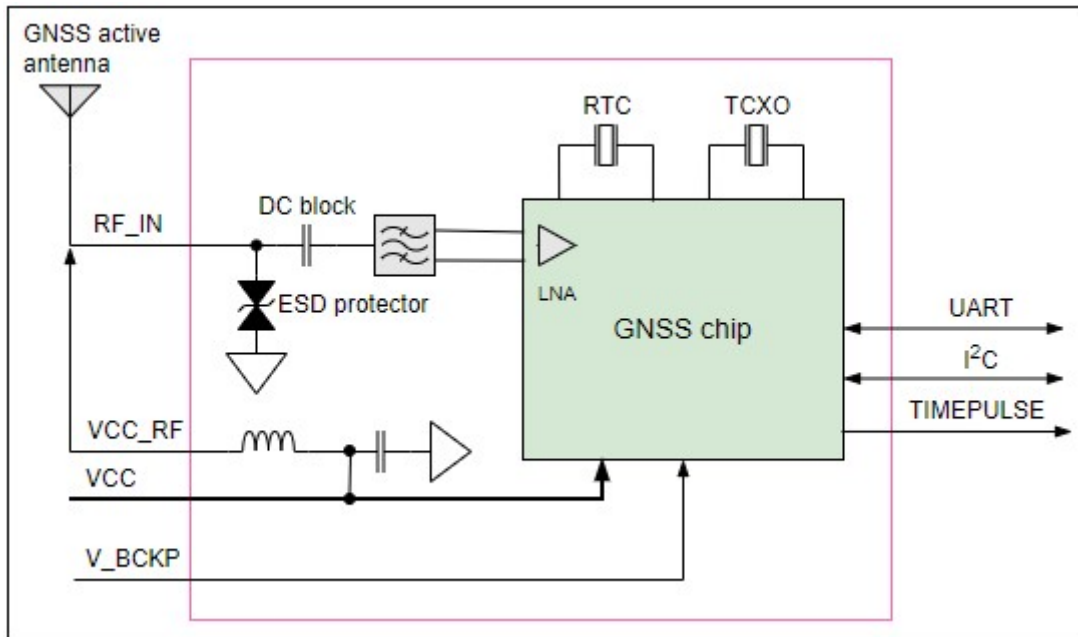 GNSS active
antenna
RTC
TCXO
DC block
RF_IN
ESD protector
LNA
GNSS chip
UART
I²C
TIMEPULSE
VCC_RF
VCC
V_BCKP